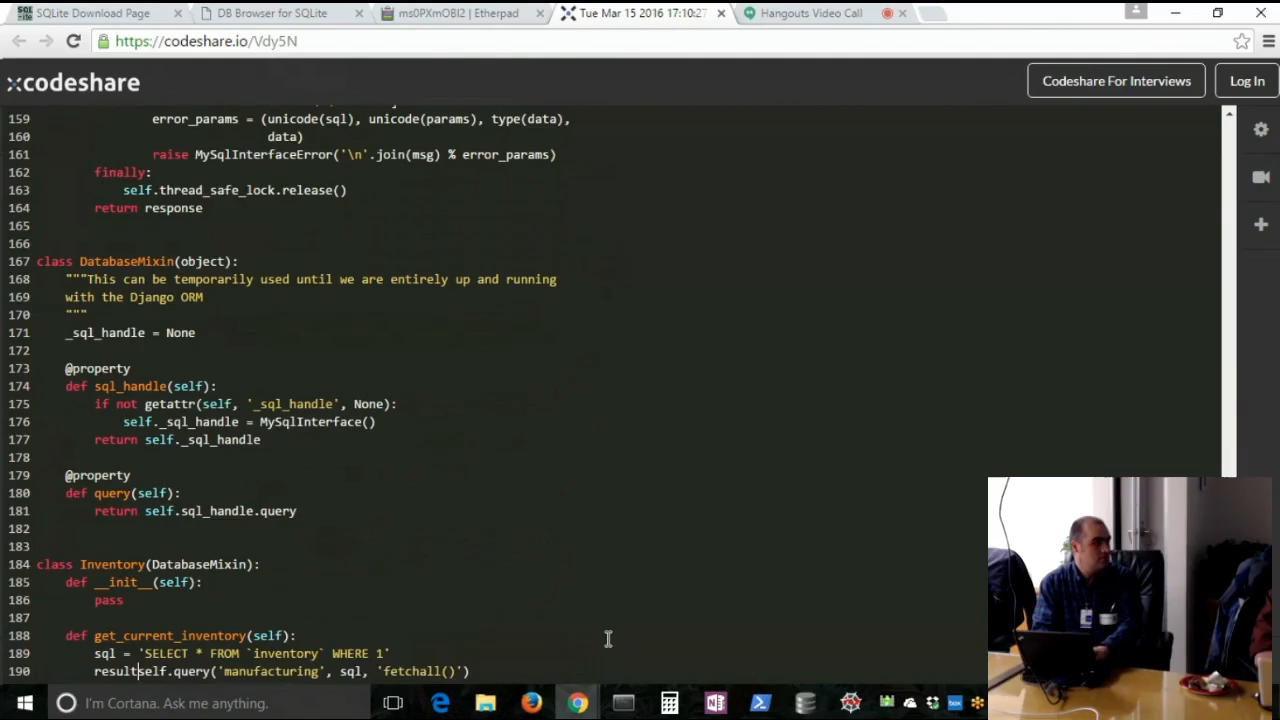 SQLite Download Page
DB Browser for SQLite
ms0PXmOBI2 | Etherpad
Tue Mar 15 2016 17:10:27
Hangouts Video Call
https://codeshare.io/Vdy5N
codeshare
Codeshare For Interviews
Log In
159 error_params = (unicode(sql), unicode(params), type(data),
160 data)
161 raise MySqlInterfaceError('\n'.join(msg) % error_params)
162 finally:
163 self.thread_safe_lock.release()
164 return response
165
166
167 class DatabaseMixin(object):
168 """This can be temporarily used until we are entirely up and running
169 with the Django ORM
170 """
171 _sql_handle = None
172
173 @property
174 def sql_handle(self):
175 if not getattr(self, '_sql_handle', None):
176 self._sql_handle = MySqlInterface()
177 return self._sql_handle
178
179 @property
180 def query(self):
181 return self.sql_handle.query
182
183
184 class Inventory(DatabaseMixin):
185 def __init__(self):
186 pass
187
188 def get_current_inventory(self):
189 sql = 'SELECT * FROM `inventory` WHERE 1'
190 resultself.query('manufacturing', sql, 'fetchall()')
I'm Cortana. Ask me anything.
box